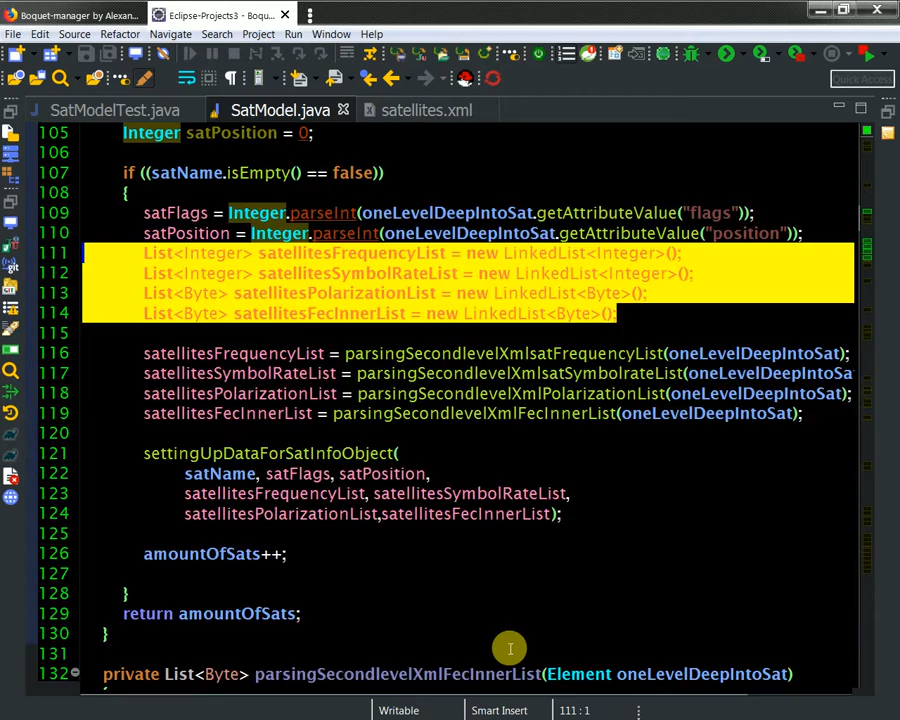 Boquet-manager by Alexan...
Eclipse-Projects3 - Boqu...
File Edit Source Refactor Navigate Search Project Run Window Help
Quick Access
SatModelTest.java SatModel.java satellites.xml
105 Integer satPosition = 0;
106
107 if ((satName.isEmpty() == false))
108 {
109 satFlags = Integer.parseInt(oneLevelDeepIntoSat.getAttributeValue("flags"));
110 satPosition = Integer.parseInt(oneLevelDeepIntoSat.getAttributeValue("position"));
111 List<Integer> satellitesFrequencyList = new LinkedList<Integer>();
112 List<Integer> satellitesSymbolRateList = new LinkedList<Integer>();
113 List<Byte> satellitesPolarizationList = new LinkedList<Byte>();
114 List<Byte> satellitesFecInnerList = new LinkedList<Byte>();
115
116 satellitesFrequencyList = parsingSecondlevelXmlsatFrequencyList(oneLevelDeepIntoSat);
117 satellitesSymbolRateList = parsingSecondlevelXmlsatSymbolrateList(oneLevelDeepIntoSa
118 satellitesPolarizationList = parsingSecondlevelXmlPolarizationList(oneLevelDeepIntoSat);
119 satellitesFecInnerList = parsingSecondlevelXmlFecInnerList(oneLevelDeepIntoSat);
120
121 settingUpDataForSatInfoObject(
122 satName, satFlags, satPosition,
123 satellitesFrequencyList, satellitesSymbolRateList,
124 satellitesPolarizationList,satellitesFecInnerList);
125
126 amountOfSats++;
127
128 }
129 return amountOfSats;
130 }
131
132 private List<Byte> parsingSecondlevelXmlFecInnerList(Element oneLevelDeepIntoSat)
Writable Smart Insert 111 : 1